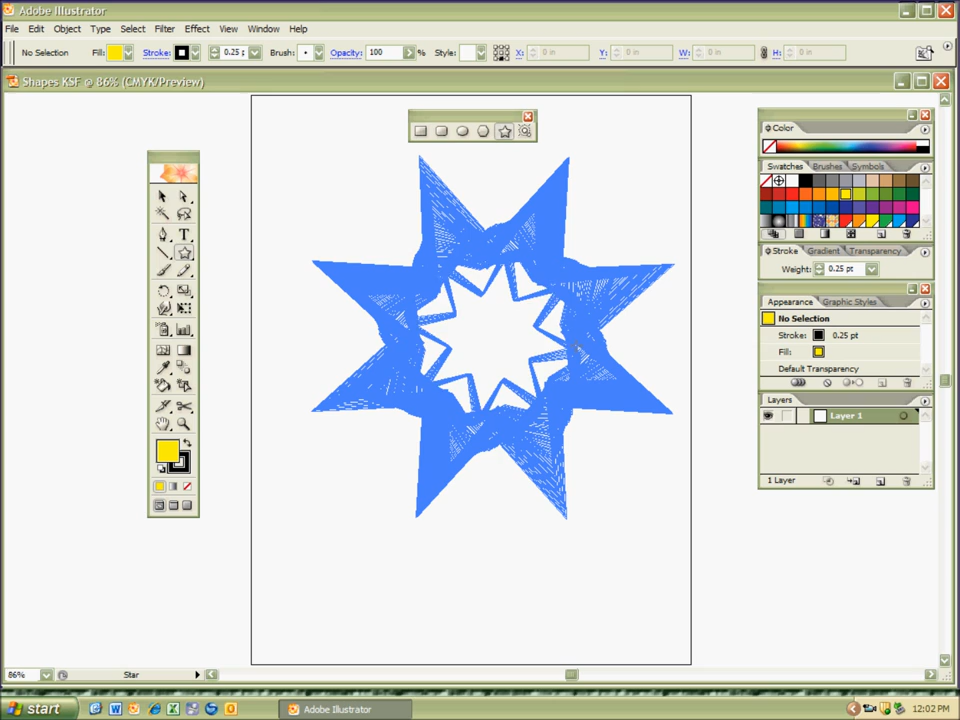 Adobe Illustrator
File Edit Object Type Select Filter Effect View Window Help
No Selection Fill: Stroke: 0.25 p Brush: Opacity: 100 % Style: X: 0 in Y: 0 in W: 0 in H: 0 in
Shapes KSF @ 86% (CMYK/Preview)
Color
Swatches Brushes Symbols
Stroke Gradient Transparency
Weight: 0.25 pt
Appearance Graphic Styles
No Selection
Stroke: 0.25 pt
Fill:
Default Transparency
Layers
Layer 1
1 Layer
86% Star
start Adobe Illustrator 12:02 PM